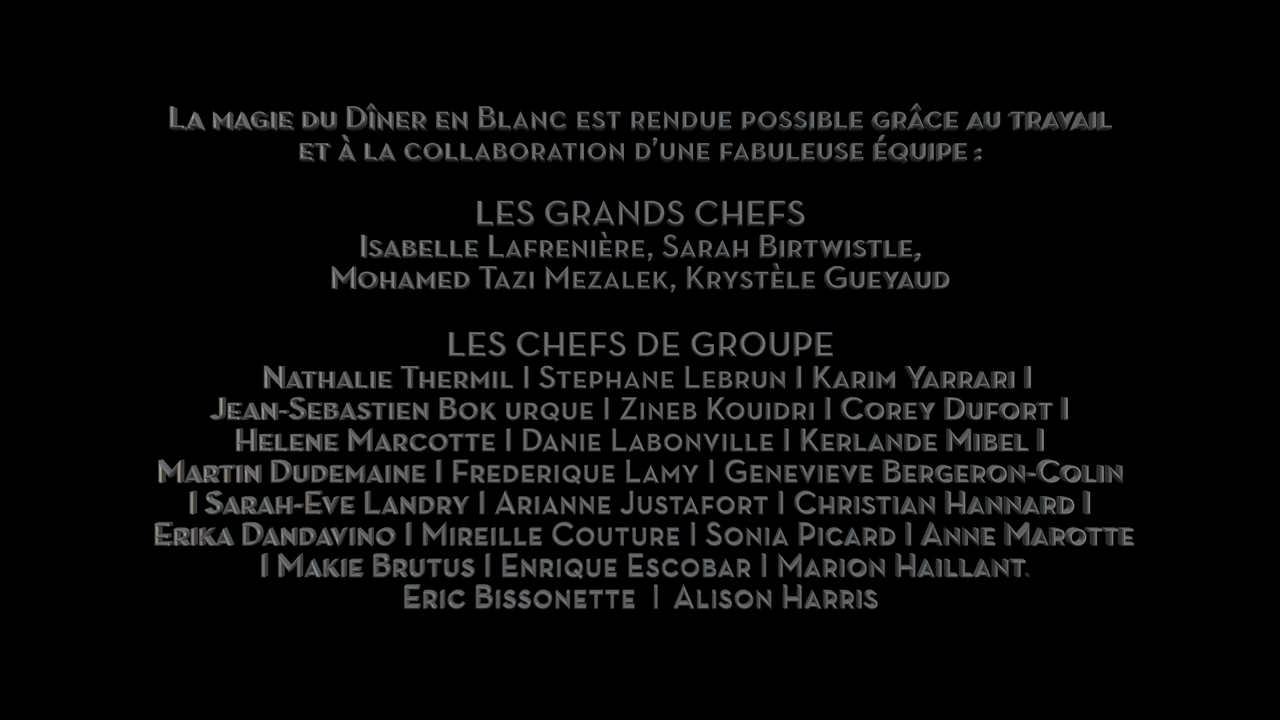 La magie du Dîner en Blanc est rendue possible grâce au travail
et à la collaboration d'une fabuleuse équipe :
LES GRANDS CHEFS
Isabelle Lafrenière, Sarah Birtwistle,
Mohamed Tazi Mezalek, Krystèle Gueyaud
LES CHEFS DE GROUPE
Nathalie Thermil | Stephane Lebrun | Karim Yarrari |
Jean-Sebastien Bok urque | Zineb Kouidri | Corey Dufort |
Helene Marcotte | Danie Labonville | Kerlande Mibel |
Martin Dudemaine | Frederique Lamy | Genevieve Bergeron-Colin
| Sarah-Eve Landry | Arianne Justafort | Christian Hannard |
Erika Dandavino | Mireille Couture | Sonia Picard | Anne Marotte
| Makie Brutus | Enrique Escobar | Marion Haillant
Eric Bissonette | Alison Harris